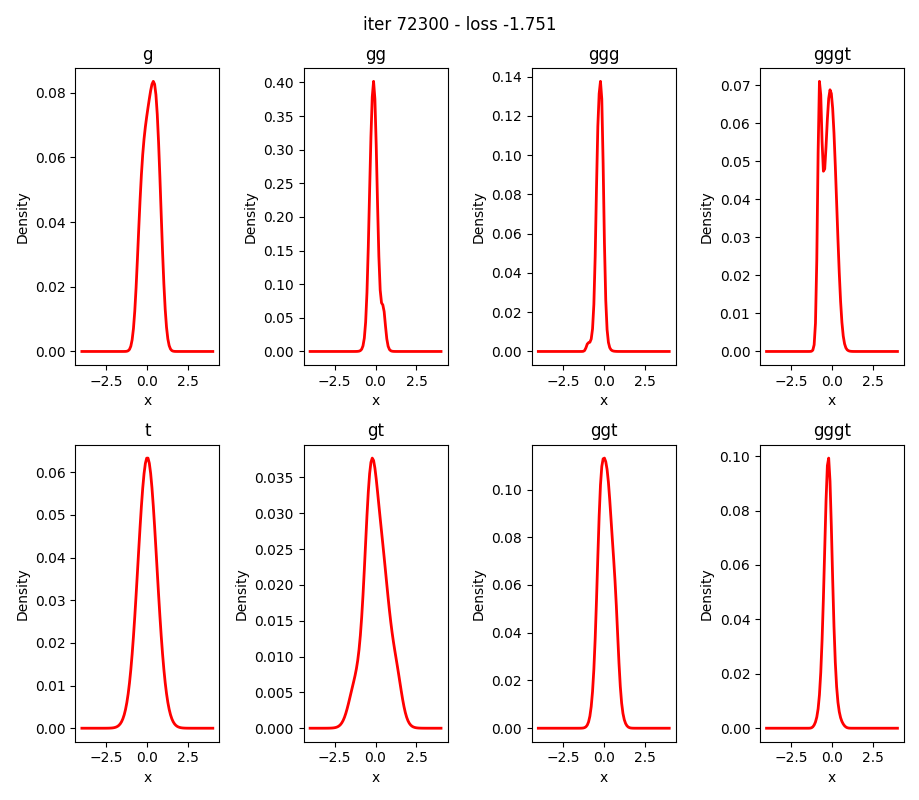 iter 72300 - loss -1.751
g gg ggg gggt
0.08 0.40 0.14 0.07
0.35 0.12 0.06
0.06 0.30 0.10 0.05
0.25 0.08 0.04
0.04 0.20 0.06 0.03
0.15 0.04 0.02
0.02 0.10 0.02 0.01
0.05
0.00 0.00 0.00 0.00
Density Density Density Density
−2.5 0.0 2.5 −2.5 0.0 2.5 −2.5 0.0 2.5 −2.5 0.0 2.5
x x x x
t gt ggt gggt
0.06 0.035 0.10 0.10
0.05 0.030 0.08 0.08
0.04 0.025 0.06 0.06
0.03 0.020 0.04 0.04
0.02 0.015 0.02 0.02
0.01 0.010
0.005
0.00 0.000 0.00 0.00
Density Density Density Density
−2.5 0.0 2.5 −2.5 0.0 2.5 −2.5 0.0 2.5 −2.5 0.0 2.5
x x x x